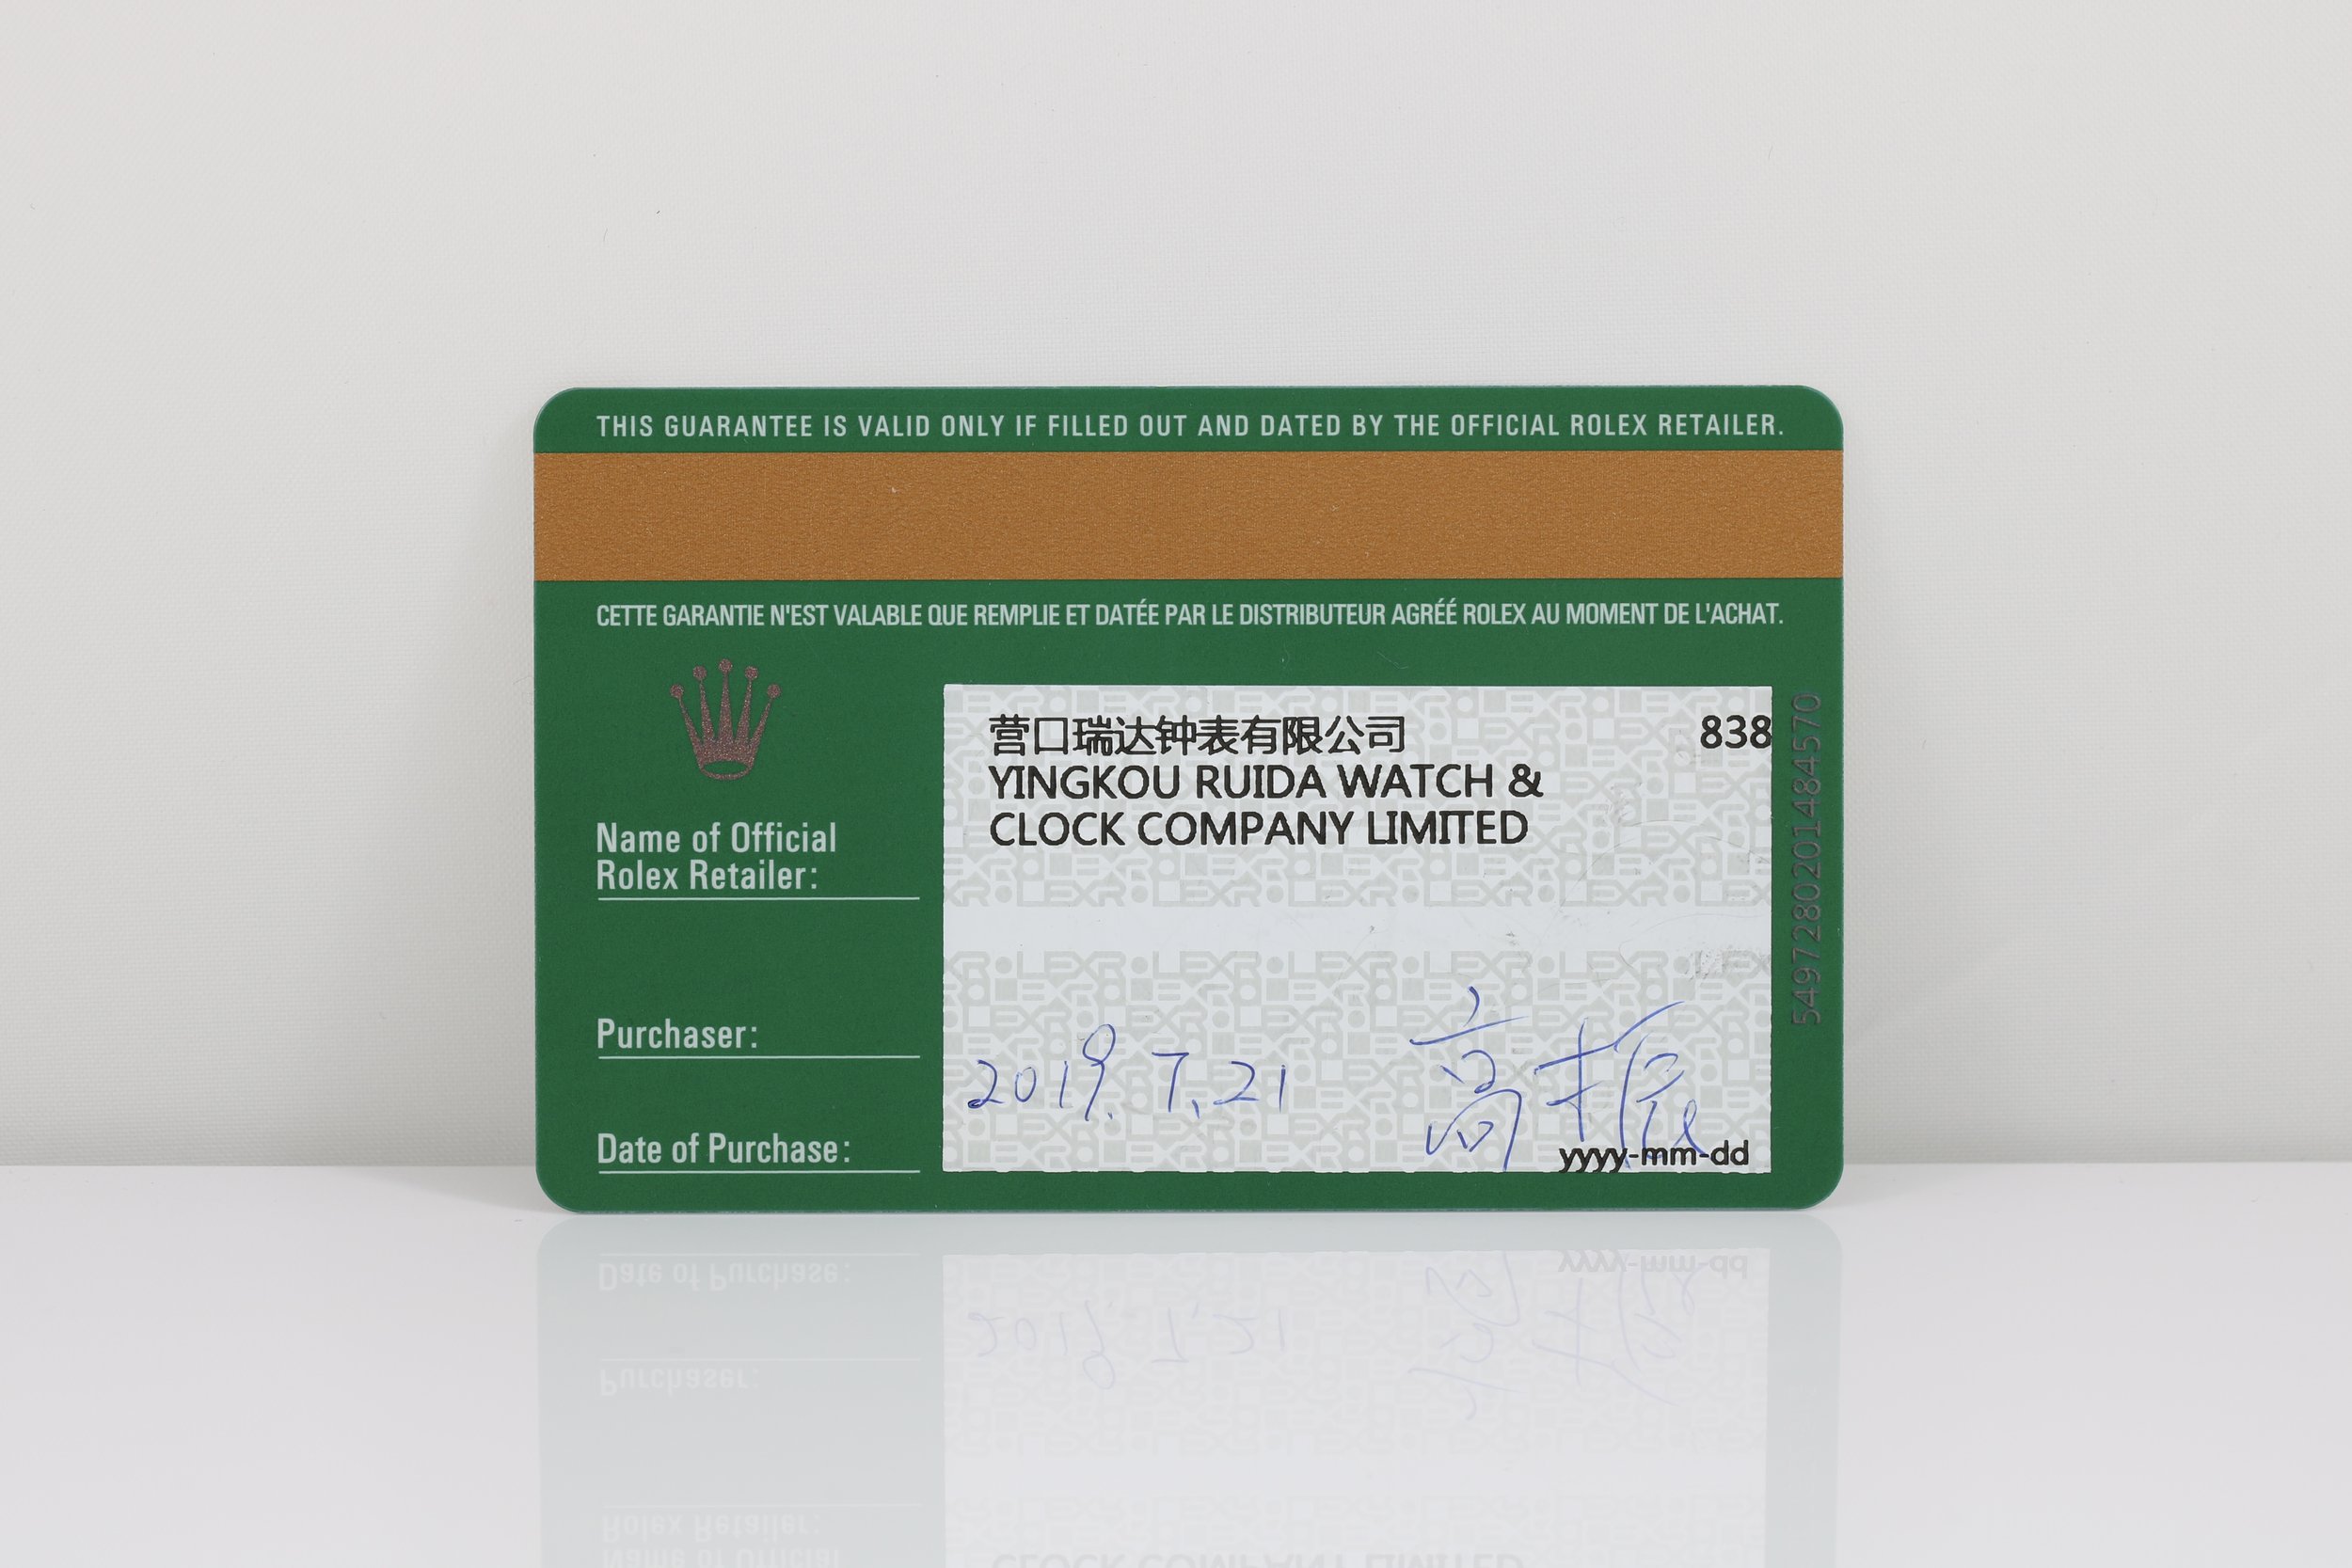 THIS GUARANTEE IS VALID ONLY IF FILLED OUT AND DATED BY THE OFFICIAL ROLEX RETAILER.
CETTE GARANTIE N'EST VALABLE QUE REMPLIE ET DATÉE PAR LE DISTRIBUTEUR AGRÉÉ ROLEX AU MOMENT DE L'ACHAT.
营口瑞达钟表有限公司 838
YINGKOU RUIDA WATCH &
CLOCK COMPANY LIMITED
Name of Official
Rolex Retailer:
Purchaser:
2019.7.21 高振
Date of Purchase:
yyyy-mm-dd
5497280201484570